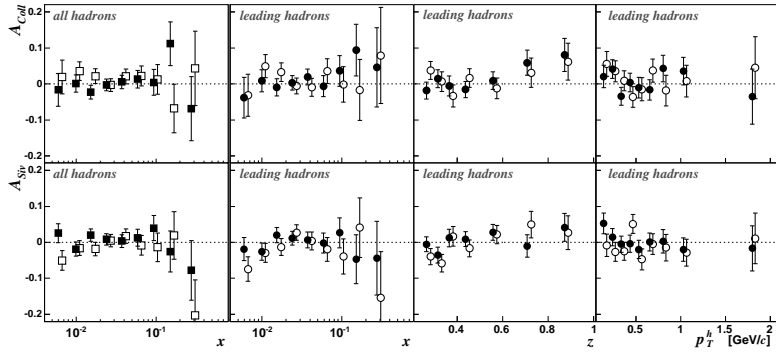 A_Coll
all hadrons
leading hadrons
leading hadrons
leading hadrons
0.2
0.1
0
-0.1
-0.2
A_Siv
all hadrons
leading hadrons
leading hadrons
leading hadrons
0.1
0
-0.1
-0.2
10⁻² 10⁻¹ x
10⁻² 10⁻¹ x
0.4 0.6 0.8 1 z
0.5 1 1.5 2
p_T^h [GeV/c]